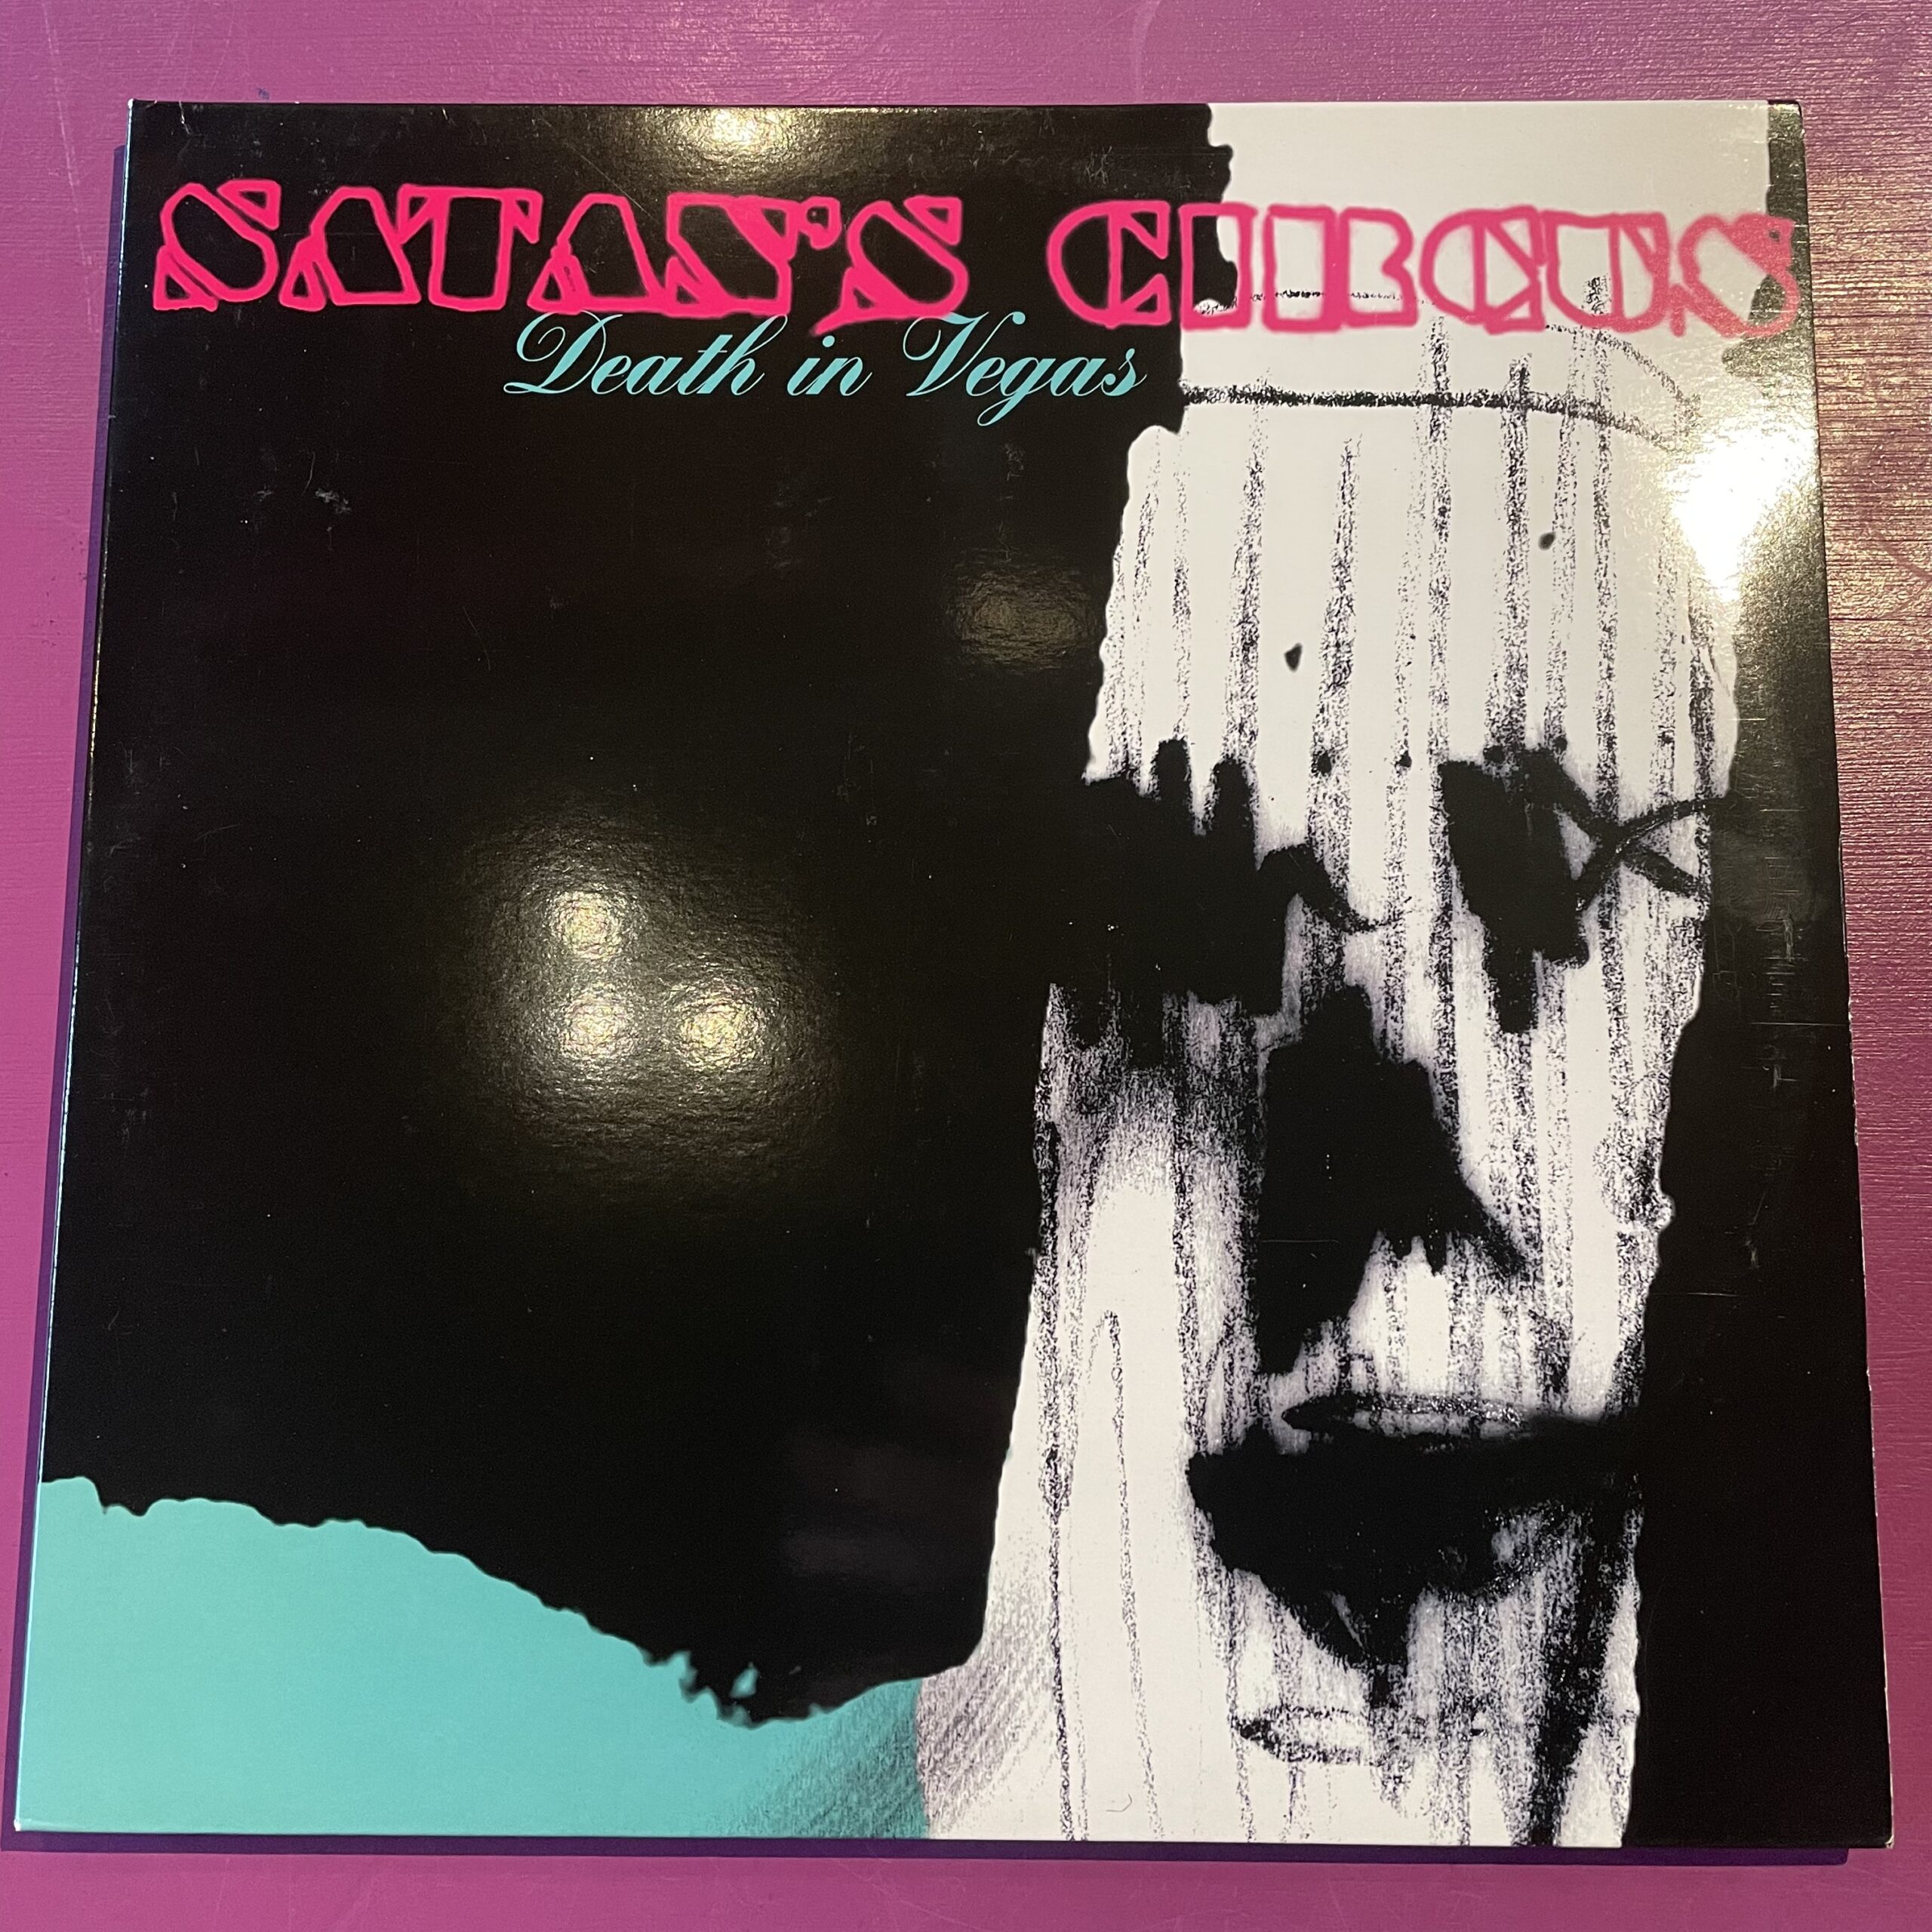 SATAN'S CIRCUS
Death in Vegas